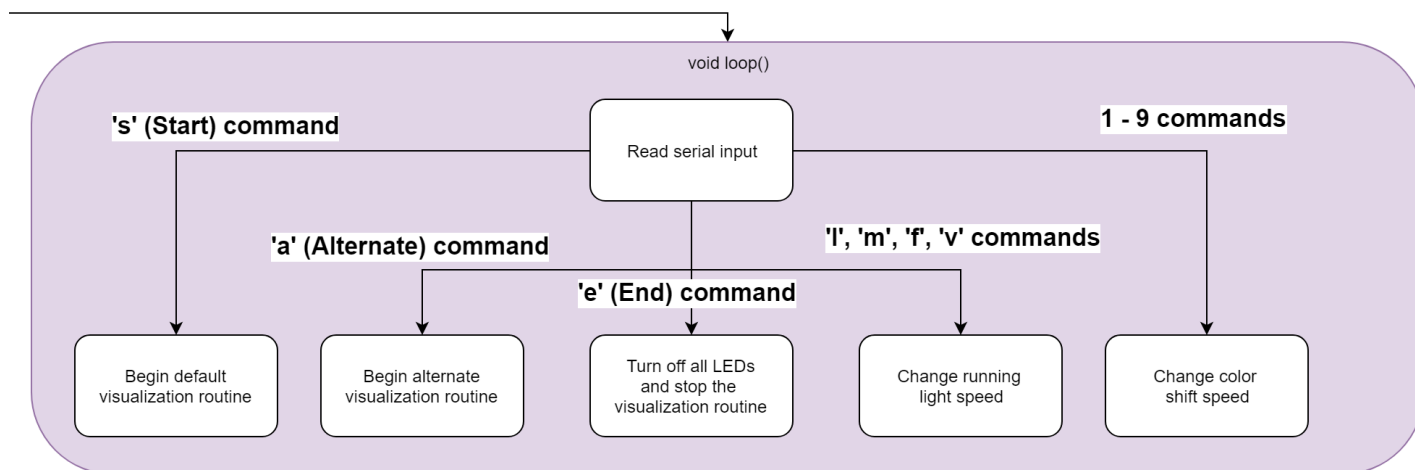 void loop()
1 - 9 commands
's' (Start) command
Read serial input
'l', 'm', 'f', 'v' commands
'a' (Alternate) command
'e' (End) command
Begin default
visualization routine
Begin alternate
visualization routine
Turn off all LEDs
and stop the
visualization routine
Change running
light speed
Change color
shift speed